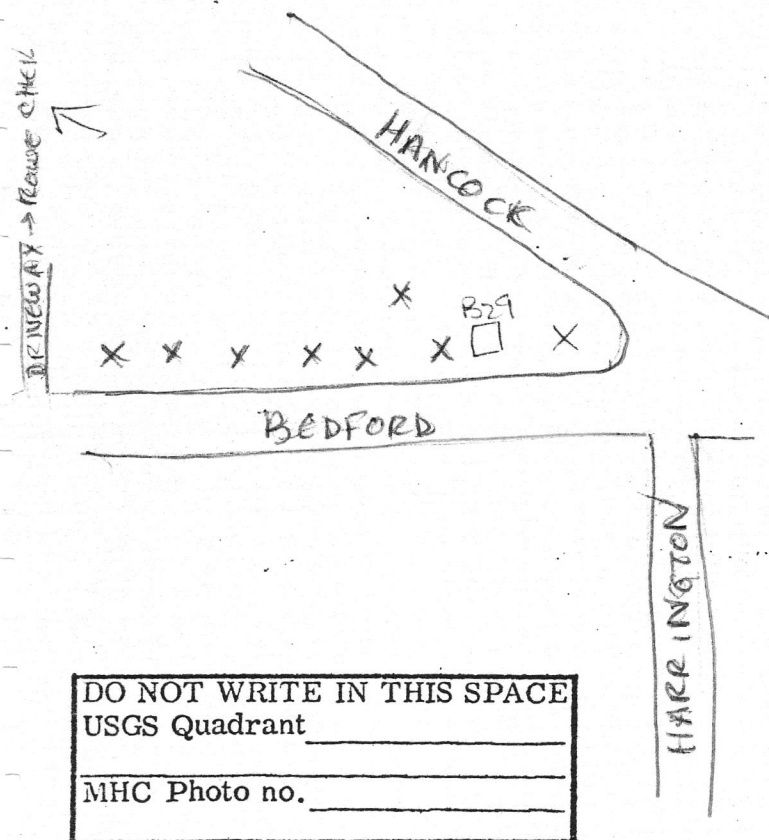 DRIVEWAY →
HANCOCK
X
B29
X X X X X X X
BEDFORD
HARRINGTON
DO NOT WRITE IN THIS SPACE
USGS Quadrant
MHC Photo no.